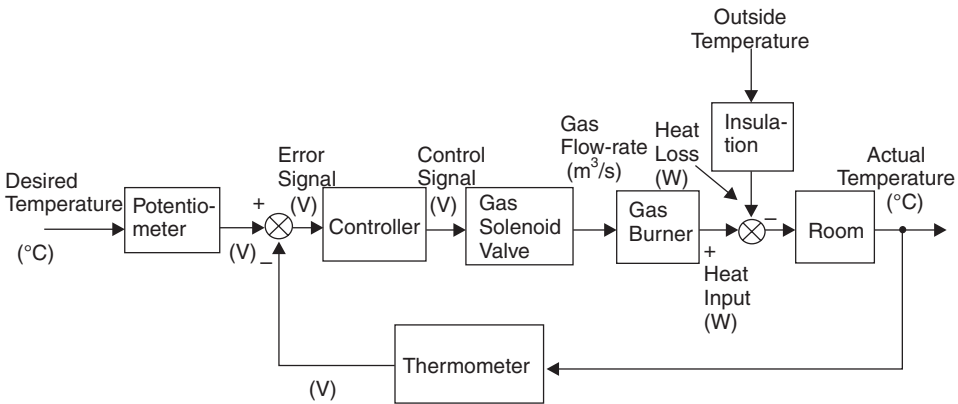 Outside
Temperature
Insula-
tion
Gas
Flow-rate
(m³/s)
Heat
Loss
(W)
Actual
Temperature
(°C)
Desired
Temperature
(°C)
Potentio-
meter
(V)
+
−
Error
Signal
(V)
Controller
Control
Signal
(V)
Gas
Solenoid
Valve
Gas
Burner
+
−
Heat
Input
(W)
Room
Thermometer
(V)